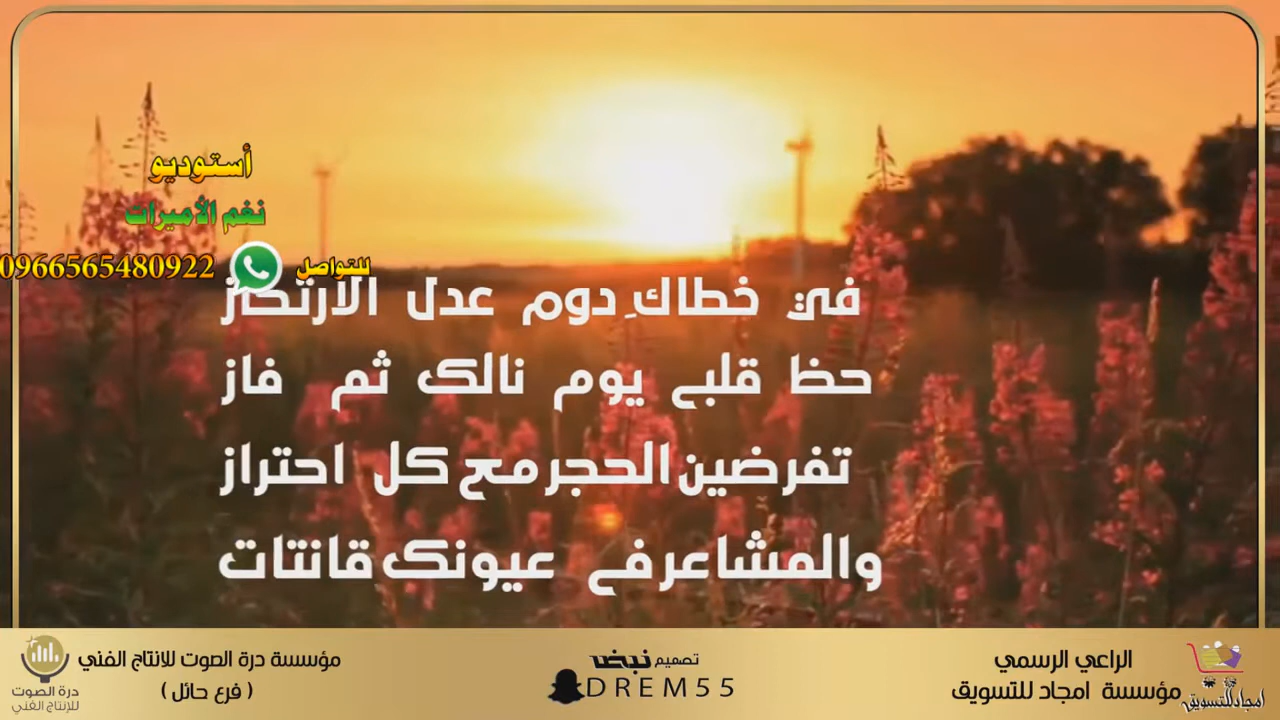 أستوديو
نغم الأميرات
للتواصل 0966565480922
في خطاكِ دوم عدل الارتكاز
حظ قلبي يوم نالك ثم فاز
تفرضين الحجر مع كل احتراز
والمشاعر في عيونك قانتات
الراعي الرسمي
مؤسسة امجاد للتسويق
امجاد للتسويق
تصميم نبض
DREM55
مؤسسة درة الصوت للانتاج الفني
( فرع حائل )
درة الصوت
للإنتاج الفني